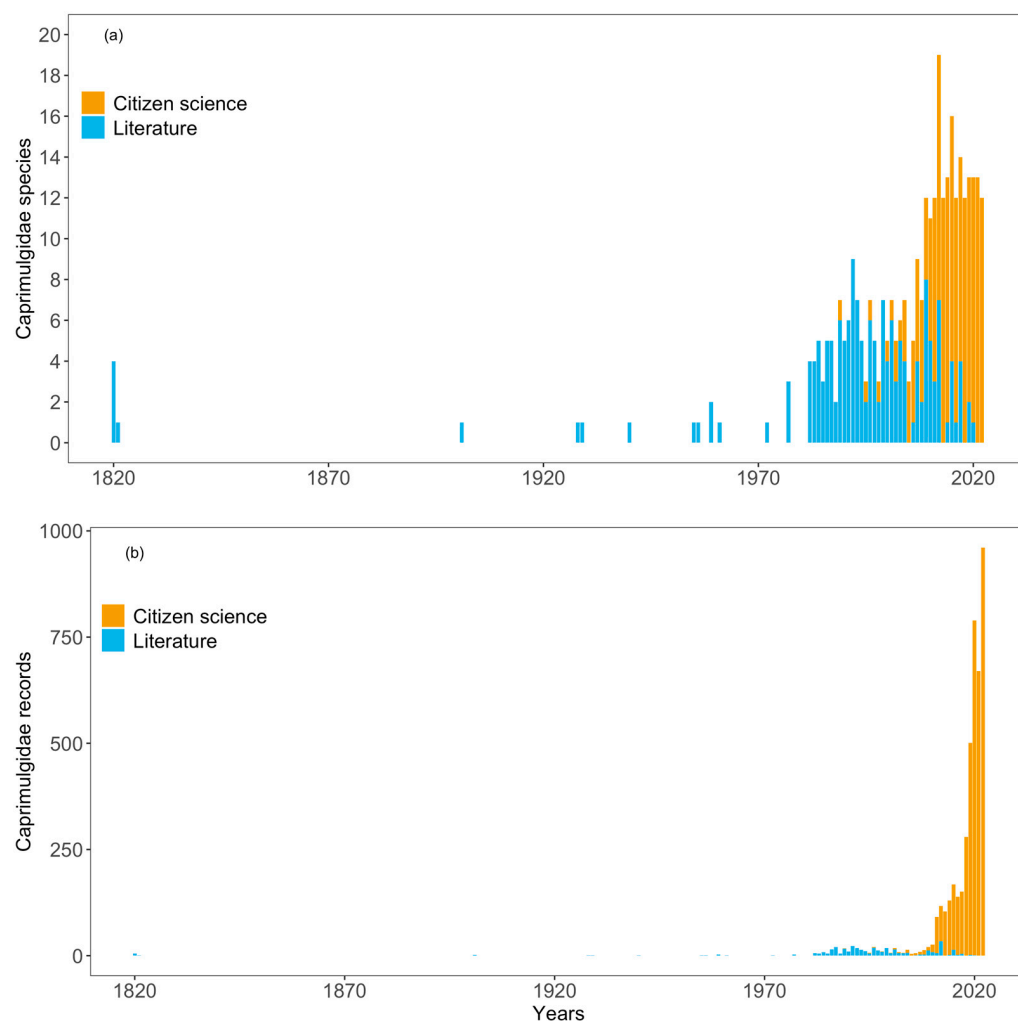 (a)
20
18
16
14
12
10
8
6
4
2
0
Citizen science
Literature
Caprimulgidae species
1820 1870 1920 1970 2020
(b)
1000
750
500
250
0
Citizen science
Literature
Caprimulgidae records
1820 1870 1920 1970 2020
Years